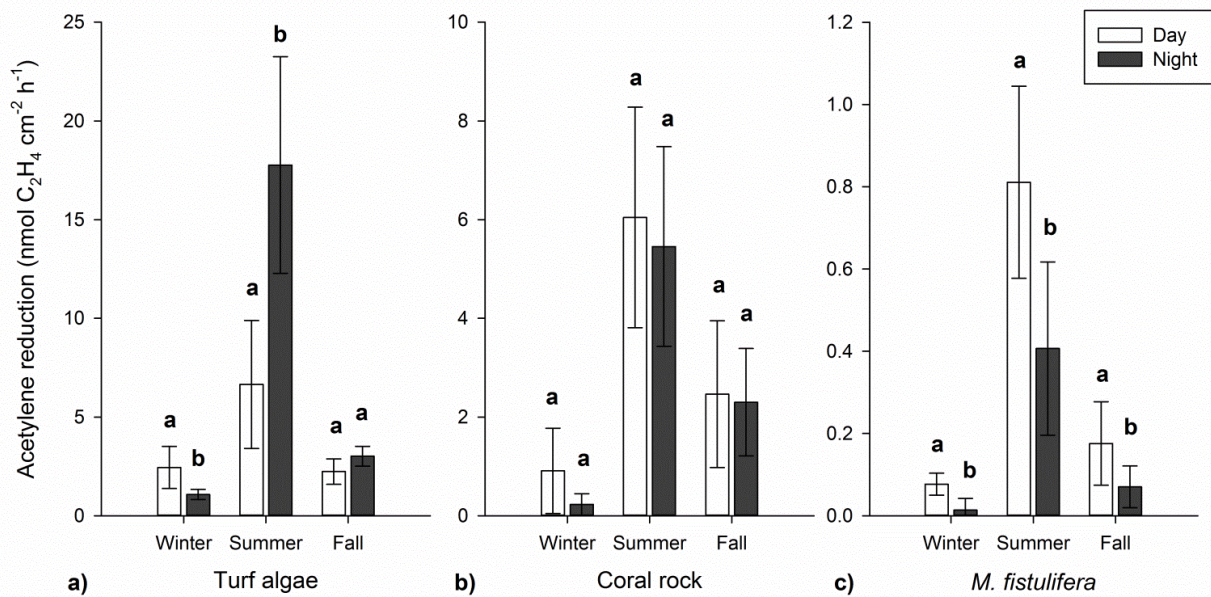 Acetylene reduction (nmol C₂H₄ cm⁻² h⁻¹)
25
20
15
10
5
0
a
b
a
b
a
a
Winter Summer Fall
a) Turf algae
10
8
6
4
2
0
a
a
a
a
a
a
Winter Summer Fall
b) Coral rock
1.2
1.0
0.8
0.6
0.4
0.2
0.0
a
b
a
b
a
b
Winter Summer Fall
c) M. fistulifera
Day
Night